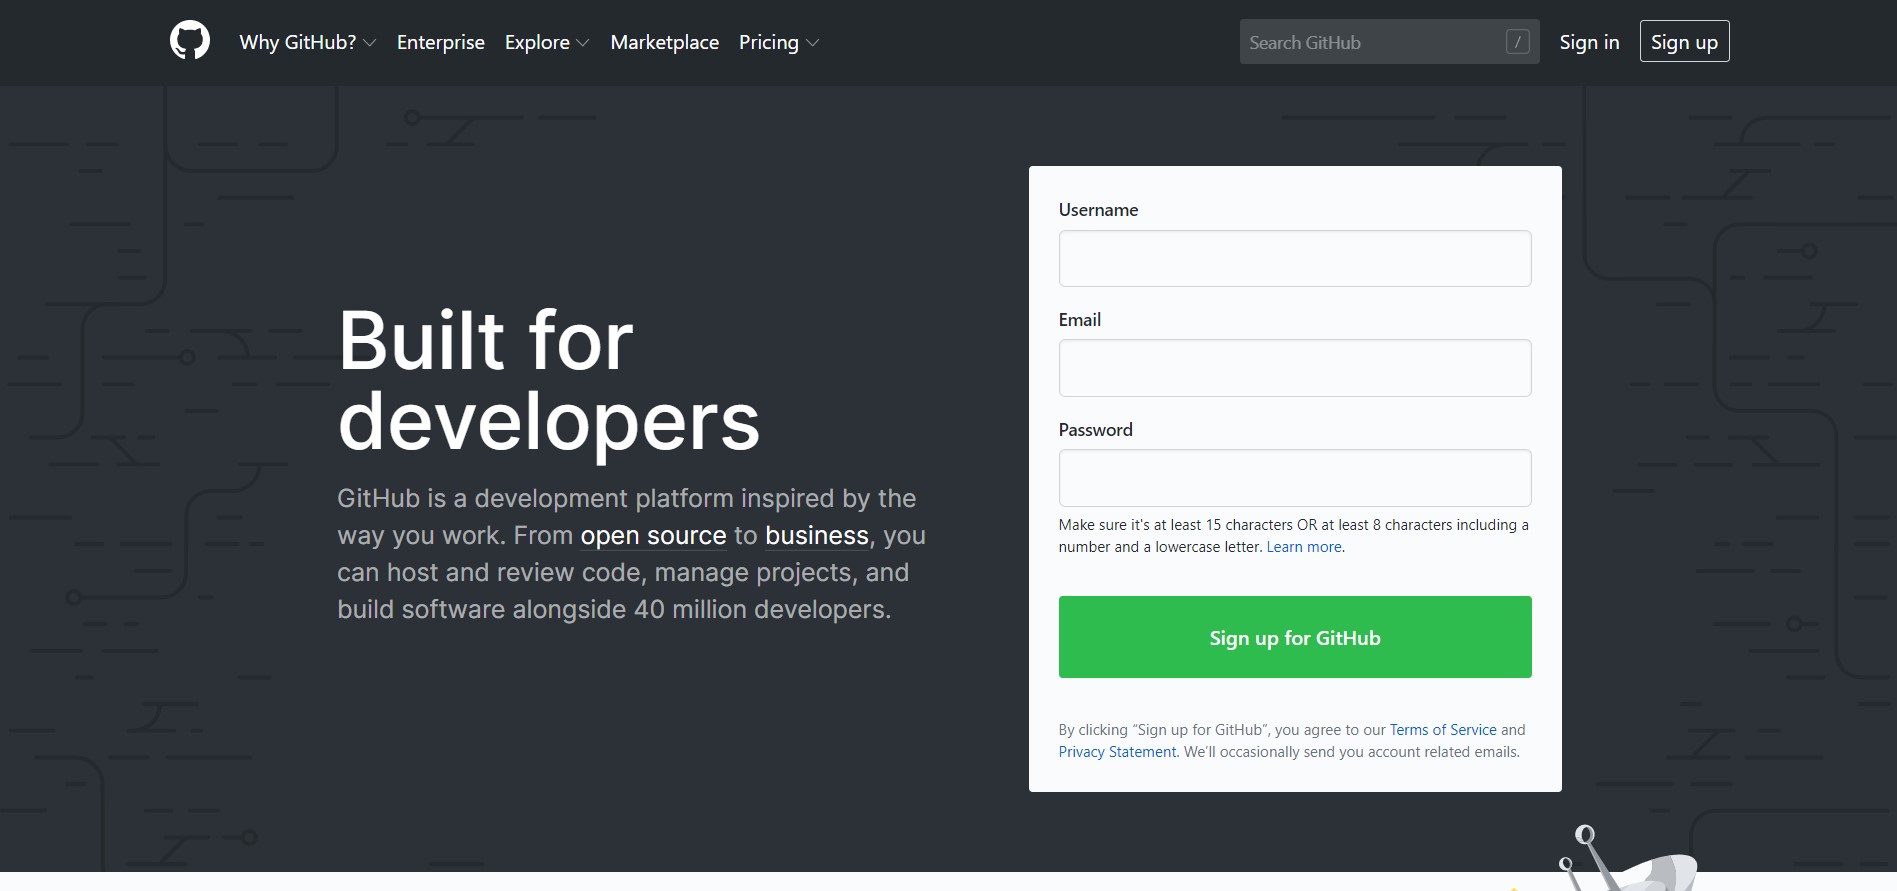 Why GitHub? Enterprise Explore Marketplace Pricing Search GitHub / Sign in Sign up
Built for
developers
GitHub is a development platform inspired by the
way you work. From open source to business, you
can host and review code, manage projects, and
build software alongside 40 million developers.
Username
Email
Password
Make sure it's at least 15 characters OR at least 8 characters including a
number and a lowercase letter. Learn more.
Sign up for GitHub
By clicking “Sign up for GitHub”, you agree to our Terms of Service and
Privacy Statement. We’ll occasionally send you account related emails.